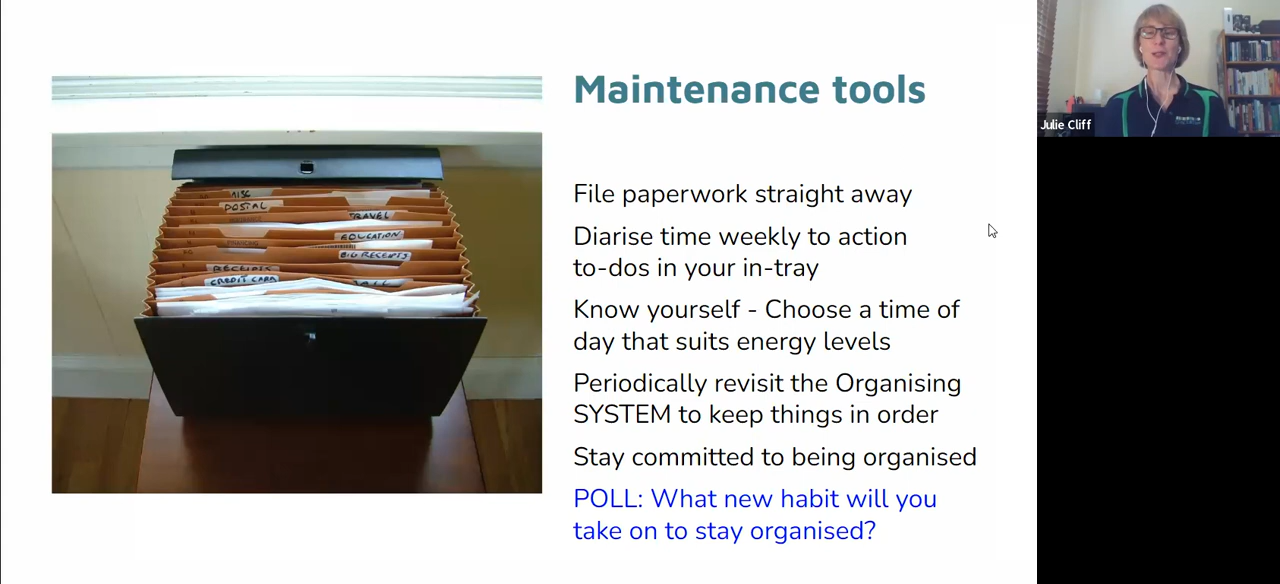 Maintenance tools
File paperwork straight away
Diarise time weekly to action
to-dos in your in-tray
Know yourself - Choose a time of
day that suits energy levels
Periodically revisit the Organising
SYSTEM to keep things in order
Stay committed to being organised
POLL: What new habit will you
take on to stay organised?
MISC
POSTAL
TRAVEL
EDUCATION
BIG RECEIPTS
RECEIPTS
CREDIT CARD
Julie Cliff